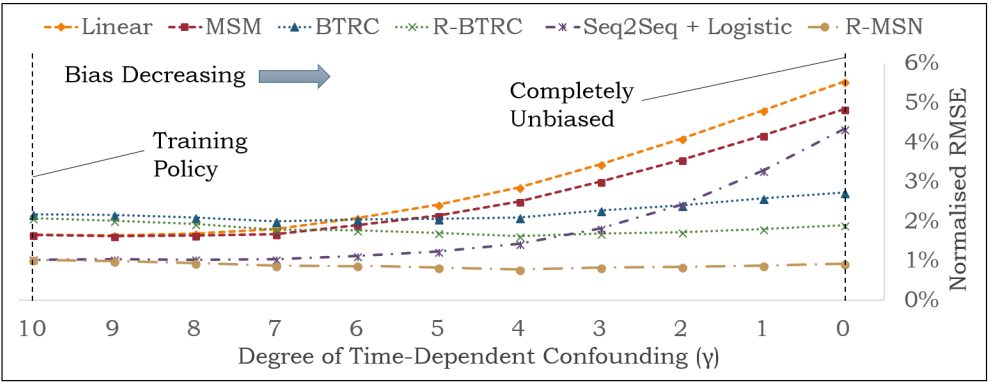 Linear MSM BTRC R-BTRC Seq2Seq + Logistic R-MSN
Bias Decreasing
Completely
Unbiased
Training
Policy
6%
5%
4%
3%
2%
1%
0%
Normalised RMSE
10 9 8 7 6 5 4 3 2 1 0
Degree of Time-Dependent Confounding (γ)